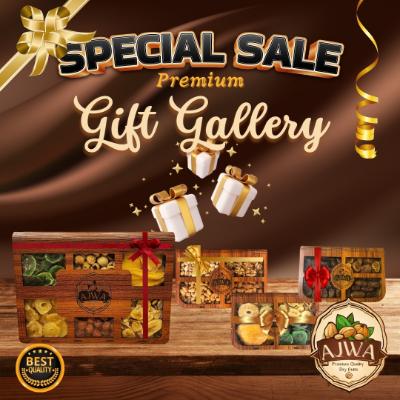 SPECIAL SALE
Premium
Gift Gallery
AJWA
BEST
QUALITY
AJWA
Premium Quality
Dry Fruits